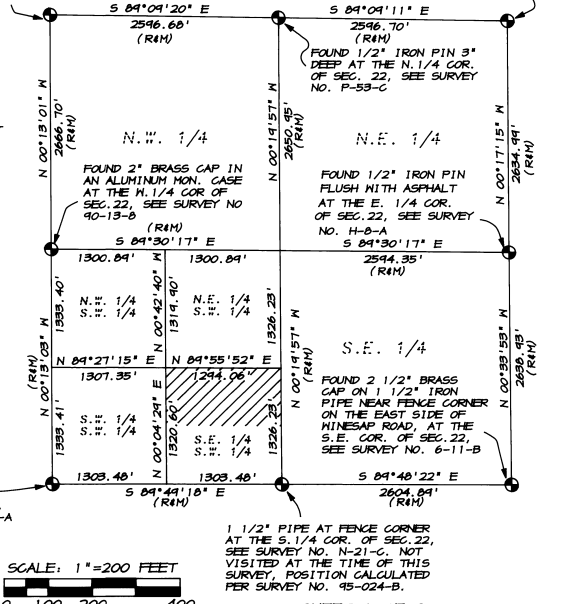 S 89°09'20" E
2596.68'
(R&M)
S 89°09'11" E
2596.70'
(R&M)
FOUND 1/2" IRON PIN 3"
DEEP AT THE N.1/4 COR.
OF SEC. 22, SEE SURVEY
NO. P-53-C
N 00°13'01" W
2666.70'
(R&M)
N 00°19'57" W
2650.95'
(R&M)
N 00°17'15" W
2634.99'
(R&M)
N.W. 1/4
N.E. 1/4
FOUND 2" BRASS CAP IN
AN ALUMINUM MON. CASE
AT THE W.1/4 COR OF
SEC.22, SEE SURVEY NO
90-13-B
FOUND 1/2" IRON PIN
FLUSH WITH ASPHALT
AT THE E. 1/4 COR.
OF SEC.22, SEE SURVEY
NO. H-8-A
(R&M)
S 89°30'17" E
1300.89'
1300.89'
S 89°30'17" E
2594.35'
(R&M)
N 00°13'03" W
(R&M)
1333.40'
N.W. 1/4
S.W. 1/4
N 00°42'40" W
1319.90'
N.E. 1/4
S.W. 1/4
1326.23'
N 00°19'57" W
(R&M)
N 89°27'15" E
1307.35'
N 89°55'52" E
1294.06'
S.E. 1/4
N 00°33'53" W
2638.93'
(R&M)
1333.41'
S.W. 1/4
S.W. 1/4
N 00°04'29" E
1320.60'
S.E. 1/4
S.W. 1/4
1326.23'
FOUND 2 1/2" BRASS
CAP ON 1 1/2" IRON
PIPE NEAR FENCE CORNER
ON THE EAST SIDE OF
WINESAP ROAD, AT THE
S.E. COR. OF SEC.22,
SEE SURVEY NO. 6-11-B
1303.48'
1303.48'
S 89°49'18" E
(R&M)
S 89°48'22" E
2604.89'
(R&M)
-A
1 1/2" PIPE AT FENCE CORNER
AT THE S.1/4 COR. OF SEC.22,
SEE SURVEY NO. N-21-C. NOT
VISITED AT THE TIME OF THIS
SURVEY, POSITION CALCULATED
PER SURVEY NO. 95-024-B.
SCALE: 1"=200 FEET
0 100 200 400